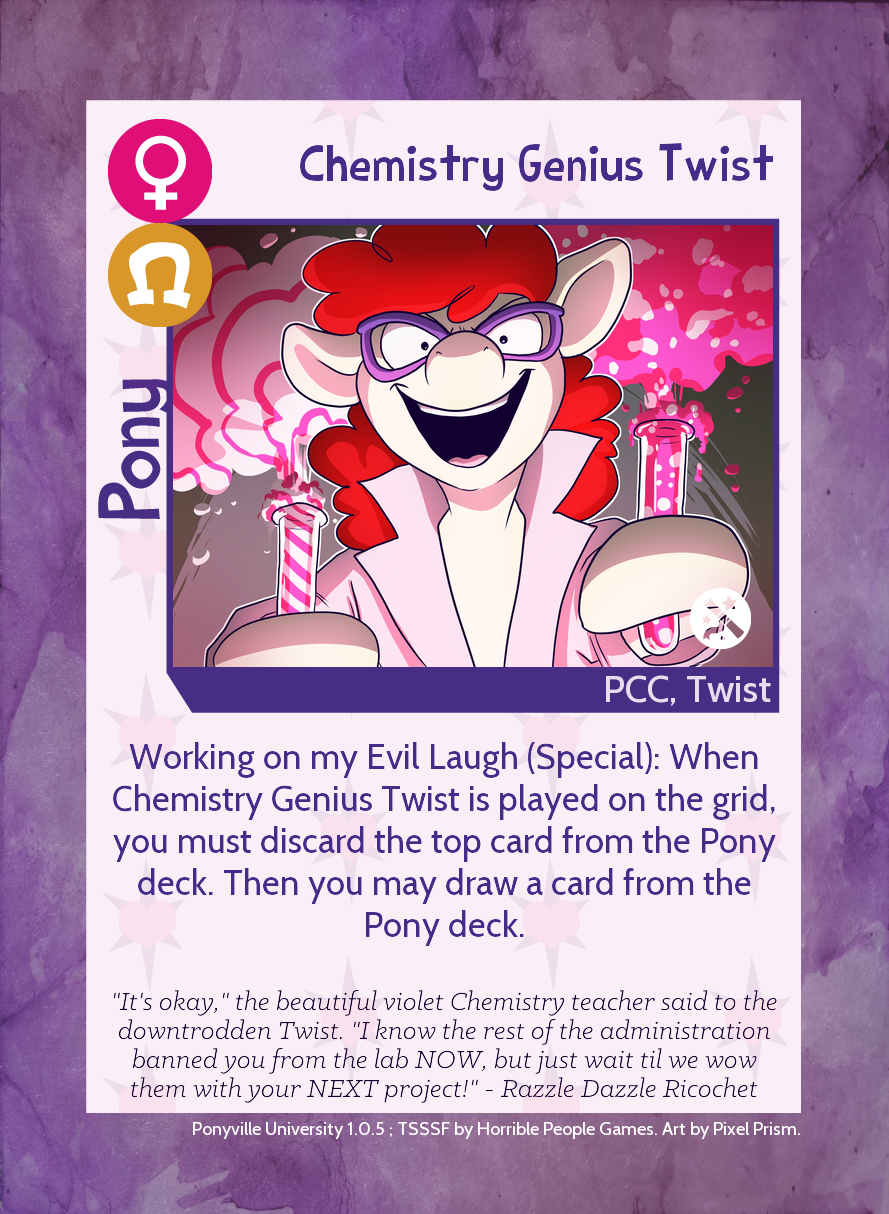 Chemistry Genius Twist
Pony
PCC, Twist
Working on my Evil Laugh (Special): When
Chemistry Genius Twist is played on the grid,
you must discard the top card from the Pony
deck. Then you may draw a card from the
Pony deck.
"It's okay," the beautiful violet Chemistry teacher said to the
downtrodden Twist. "I know the rest of the administration
banned you from the lab NOW, but just wait til we wow
them with your NEXT project!" - Razzle Dazzle Ricochet
Ponyville University 1.0.5 ; TSSSF by Horrible People Games. Art by Pixel Prism.